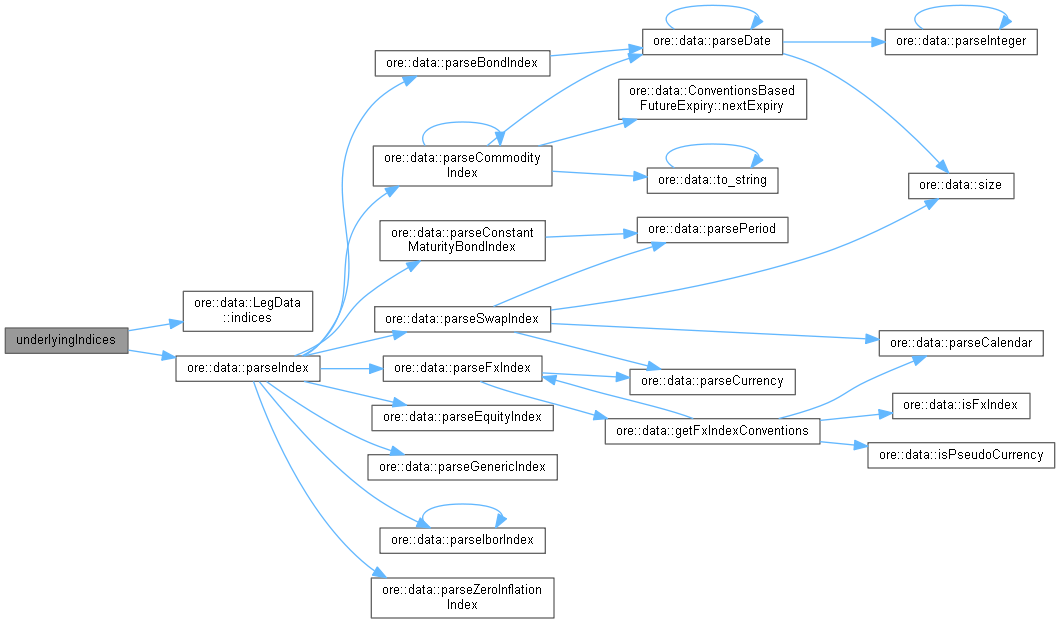 underlyingIndices
ore::data::LegData
::indices
ore::data::parseIndex
ore::data::parseBondIndex
ore::data::parseCommodity
Index
ore::data::parseConstant
MaturityBondIndex
ore::data::parseSwapIndex
ore::data::parseFxIndex
ore::data::parseEquityIndex
ore::data::parseGenericIndex
ore::data::parseIborIndex
ore::data::parseZeroInflation
Index
ore::data::parseDate
ore::data::ConventionsBased
FutureExpiry::nextExpiry
ore::data::to_string
ore::data::parsePeriod
ore::data::parseCurrency
ore::data::getFxIndexConventions
ore::data::parseInteger
ore::data::size
ore::data::parseCalendar
ore::data::isFxIndex
ore::data::isPseudoCurrency